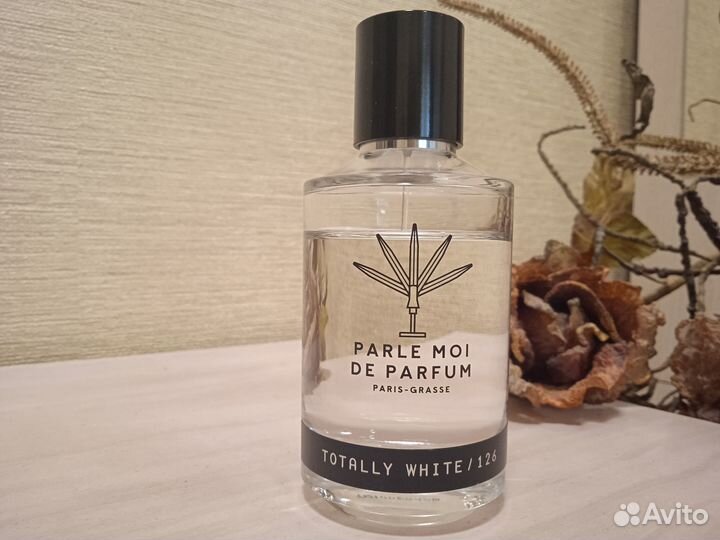 PARLE MOI
DE PARFUM
PARIS-GRASSE
TOTALLY WHITE/126
Avito